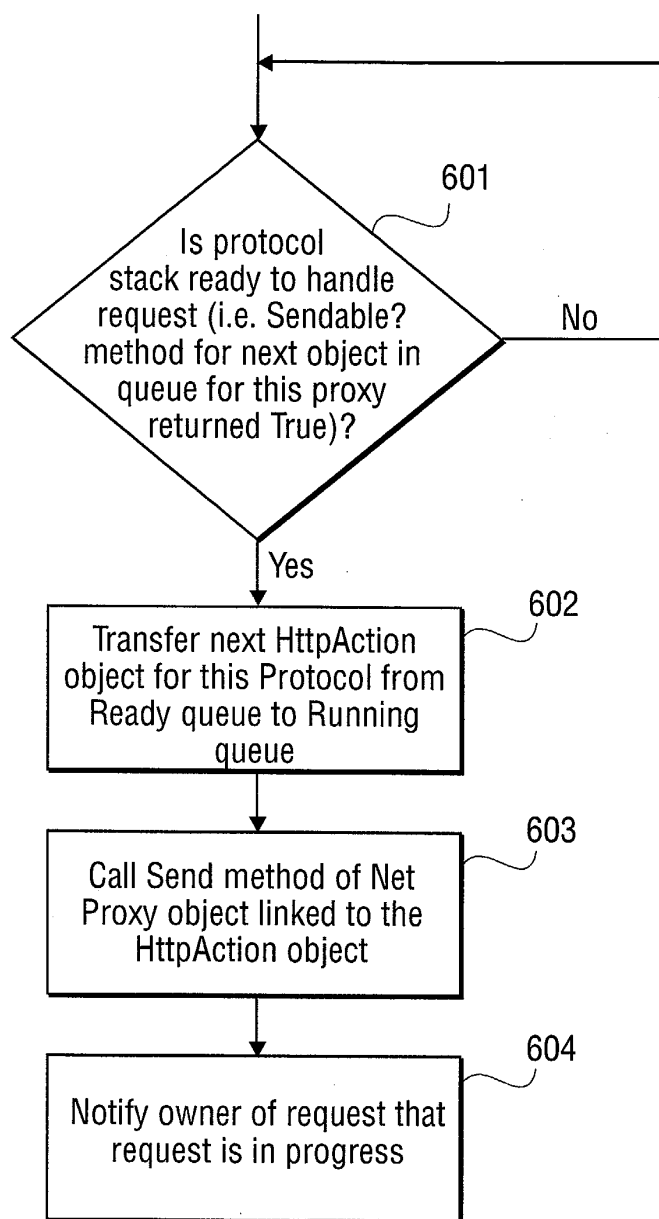 601
Is protocol
stack ready to handle
request (i.e. Sendable?
method for next object in
queue for this proxy
returned True)?
No
Yes
602
Transfer next HttpAction
object for this Protocol from
Ready queue to Running
queue
603
Call Send method of Net
Proxy object linked to the
HttpAction object
604
Notify owner of request that
request is in progress